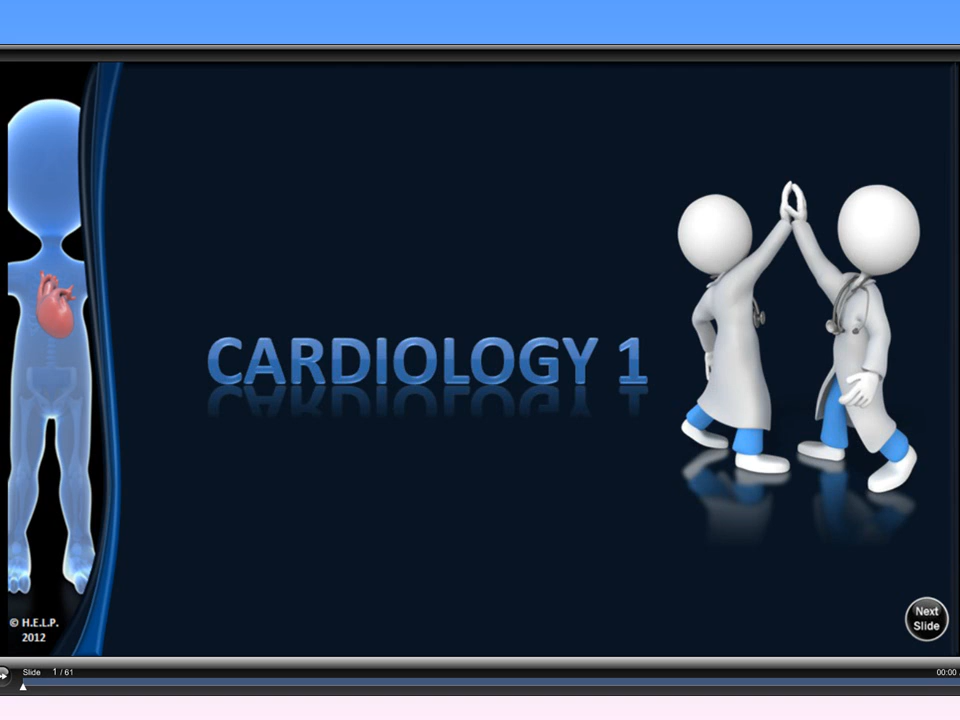 CARDIOLOGY 1
© H.E.L.P.
2012
Next
Slide
Slide 1 / 61
00:00